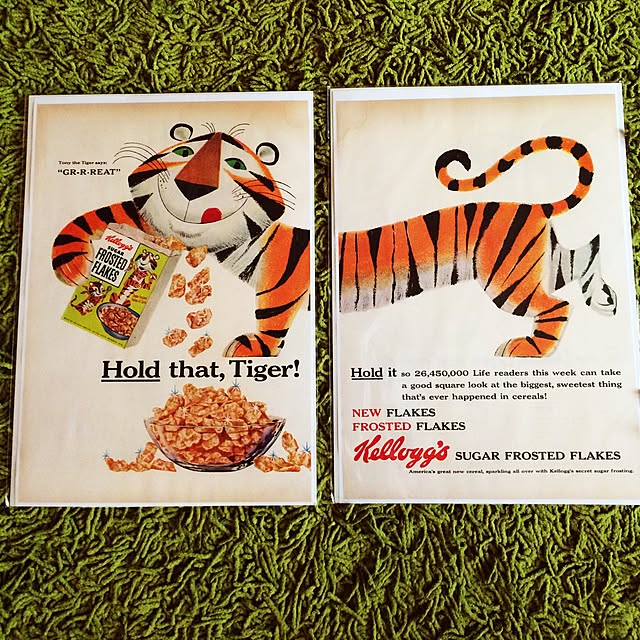 Tony the Tiger says:
"GR-R-REAT"
Kellogg's
SUGAR
FROSTED
FLAKES
Hold that, Tiger!
Hold it so 26,450,000 Life readers this week can take
a good square look at the biggest, sweetest thing
that's ever happened in cereals!
NEW FLAKES
FROSTED FLAKES
Kellogg's SUGAR FROSTED FLAKES
America's great new cereal, sparkling all over with Kellogg's secret sugar frosting.